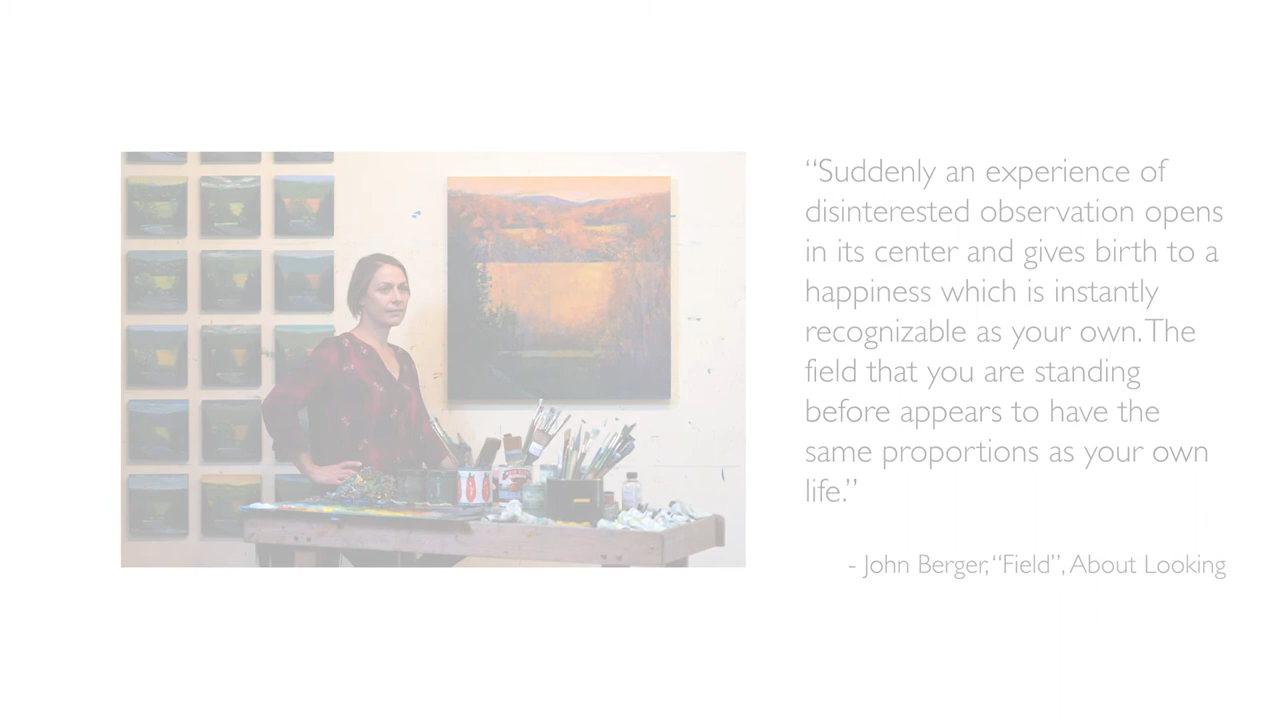 “Suddenly an experience of
disinterested observation opens
in its center and gives birth to a
happiness which is instantly
recognizable as your own. The
field that you are standing
before appears to have the
same proportions as your own
life.”
- John Berger, “Field”, About Looking